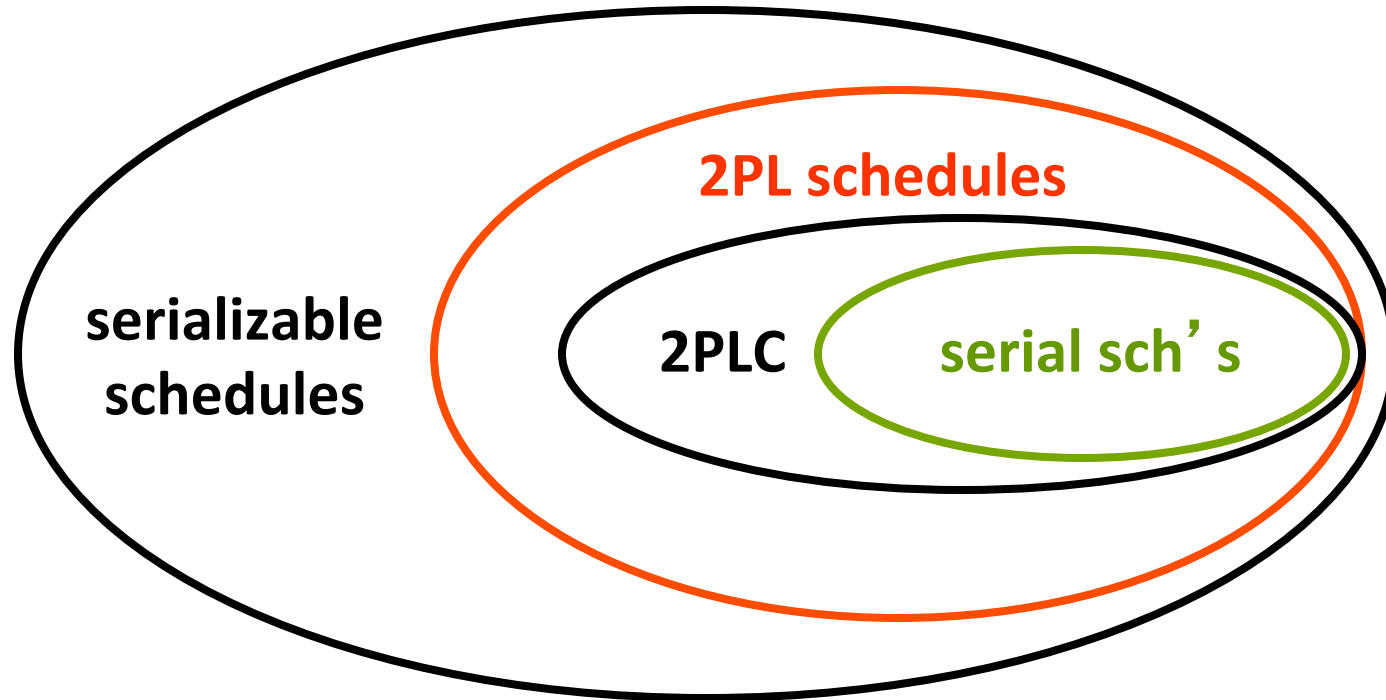 2PL schedules
serializable
schedules
2PLC
serial sch’ s